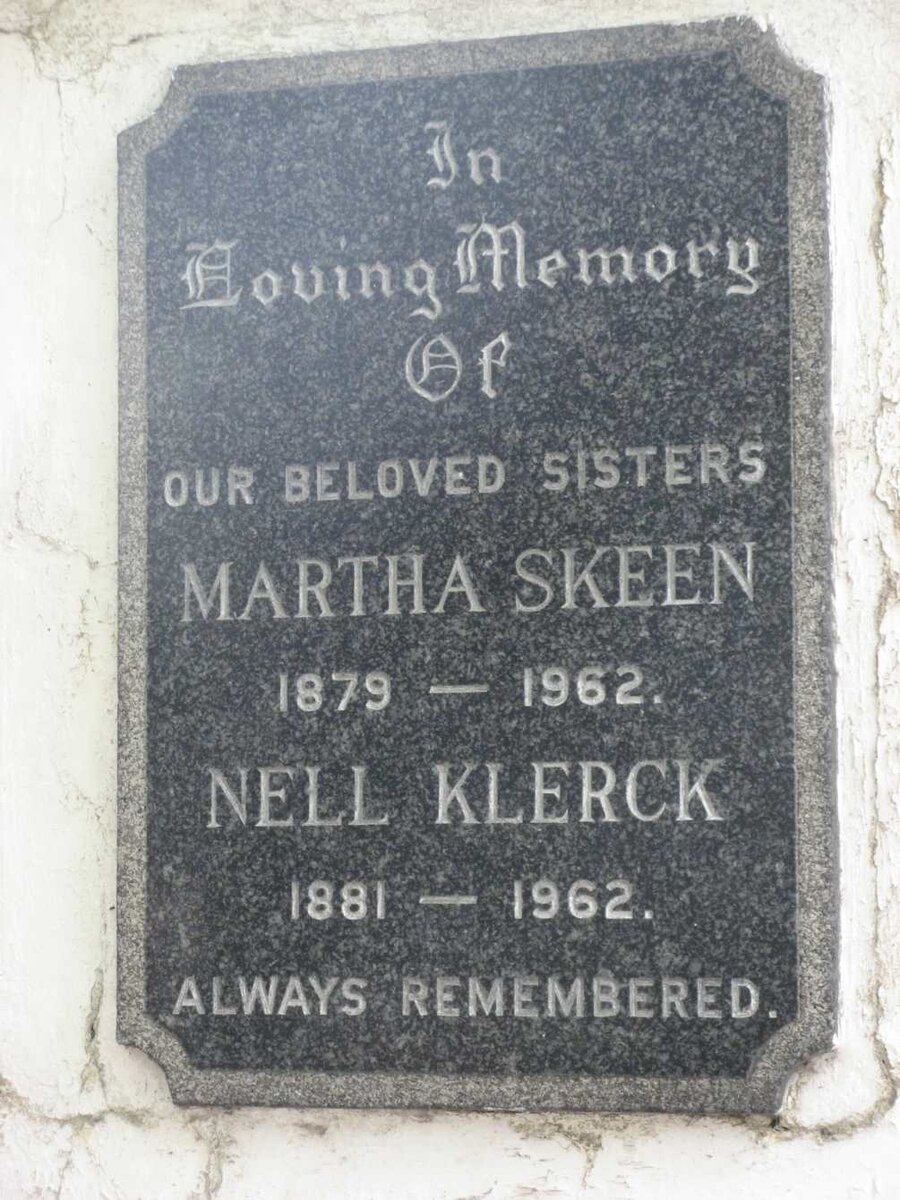 In
Loving Memory
Of
OUR BELOVED SISTERS
MARTHA SKEEN
1879 — 1962.
NELL KLERCK
1881 — 1962.
ALWAYS REMEMBERED.